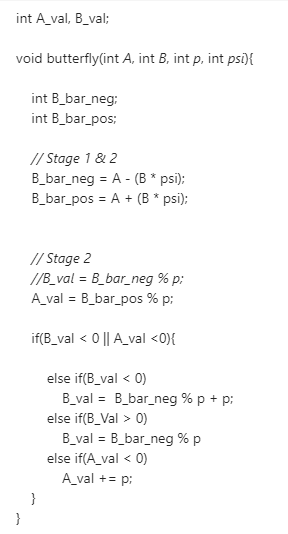 int A_val, B_val;
void butterfly(int A, int B, int p, int psi){
int B_bar_neg;
int B_bar_pos;
// Stage 1 & 2
B_bar_neg = A - (B * psi);
B_bar_pos = A + (B * psi);
// Stage 2
//B_val = B_bar_neg % p;
A_val = B_bar_pos % p;
if(B_val < 0 || A_val <0){
else if(B_val < 0)
B_val =  B_bar_neg % p + p;
else if(B_Val > 0)
B_val = B_bar_neg % p
else if(A_val < 0)
A_val += p;
}
}